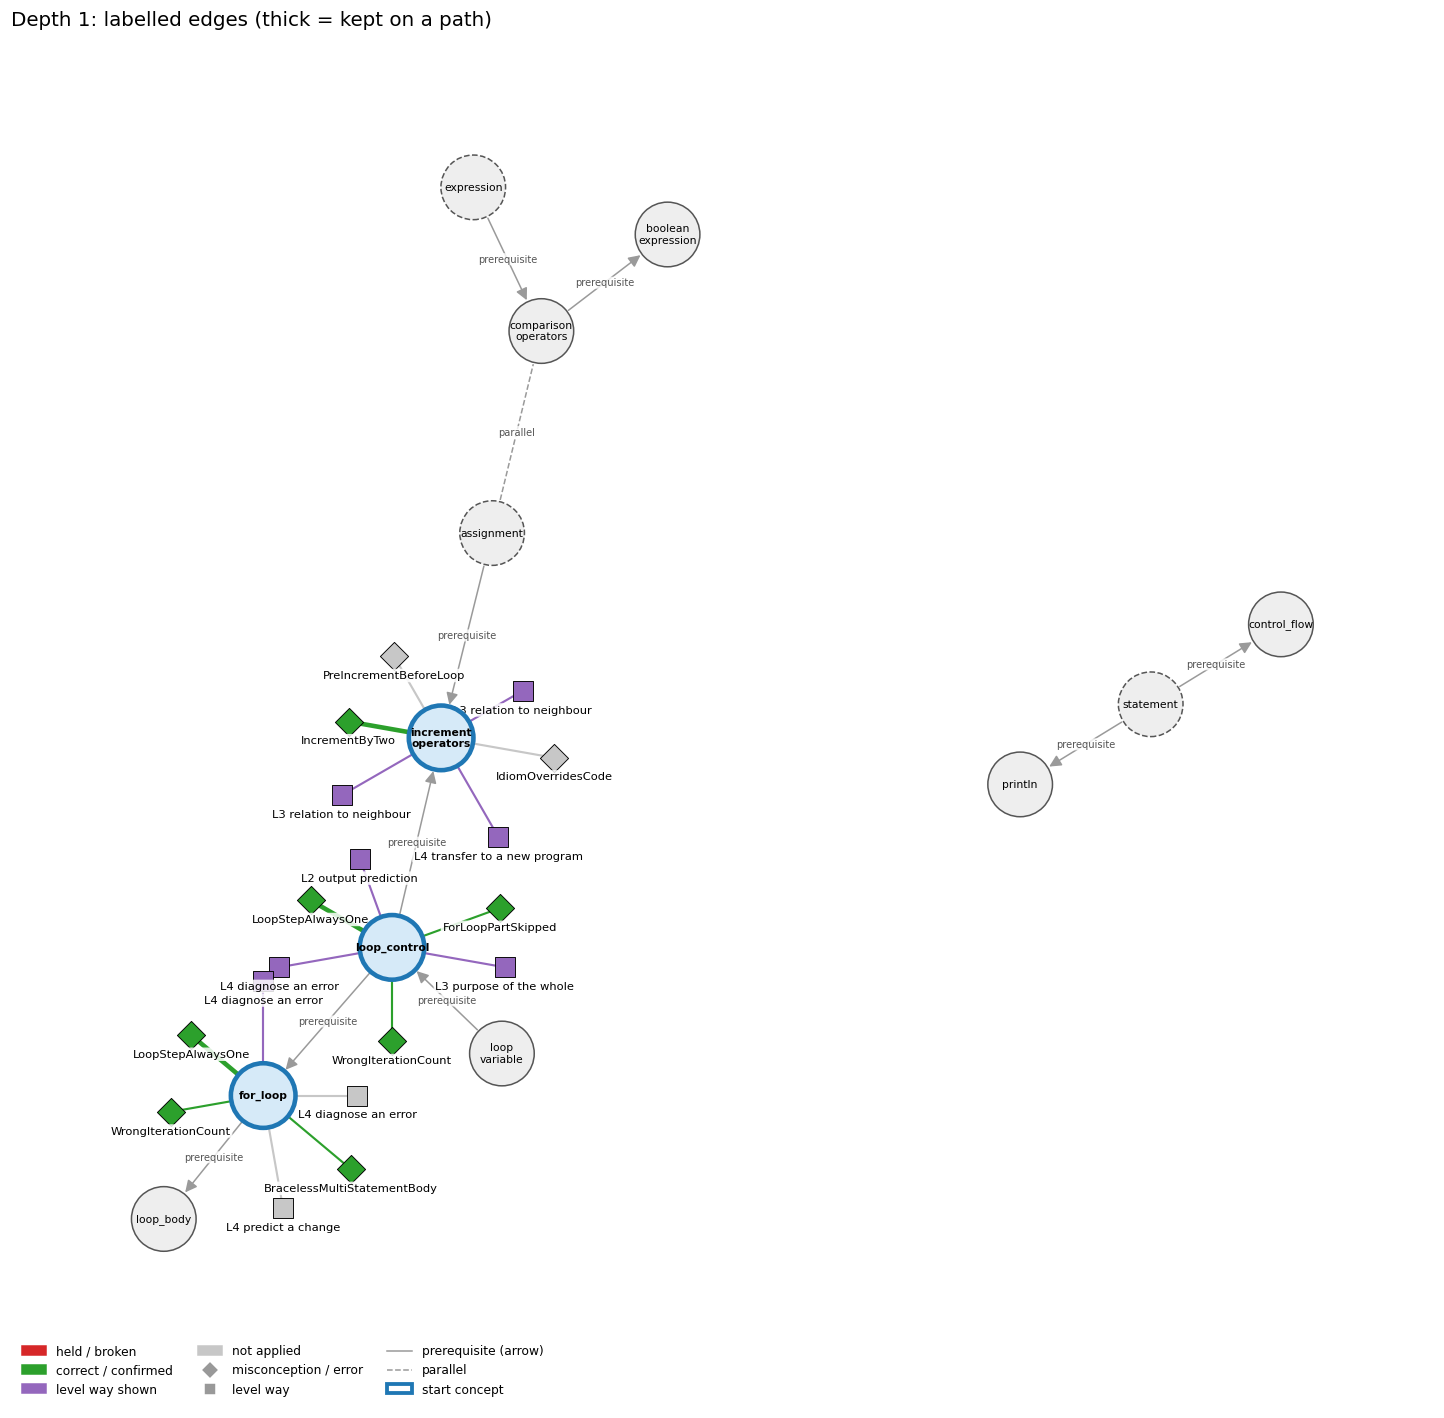 Depth 1: labelled edges (thick = kept on a path)
expression
boolean
expression
prerequisite
prerequisite
comparison
operators
parallel
assignment
control_flow
prerequisite
prerequisite
PreIncrementBeforeLoop
statement
3 relation to neighbour
increment
operators
IncrementByTwo
prerequisite
IdiomOverridesCode
println
L3 relation to neighbour
prerequisite
L4 transfer to a new program
L2 output prediction
LoopStepAlwaysOne
ForLoopPartSkipped
loop_control
L4 diagnose an error
L3 purpose of the whole
L4 diagnose an error
prerequisite
prerequisite
loop
variable
LoopStepAlwaysOne
WrongIterationCount
for_loop
L4 diagnose an error
WrongIterationCount
prerequisite
BracelessMultiStatementBody
loop_body
L4 predict a change
held / broken
correct / confirmed
level way shown
not applied
misconception / error
level way
prerequisite (arrow)
parallel
start concept